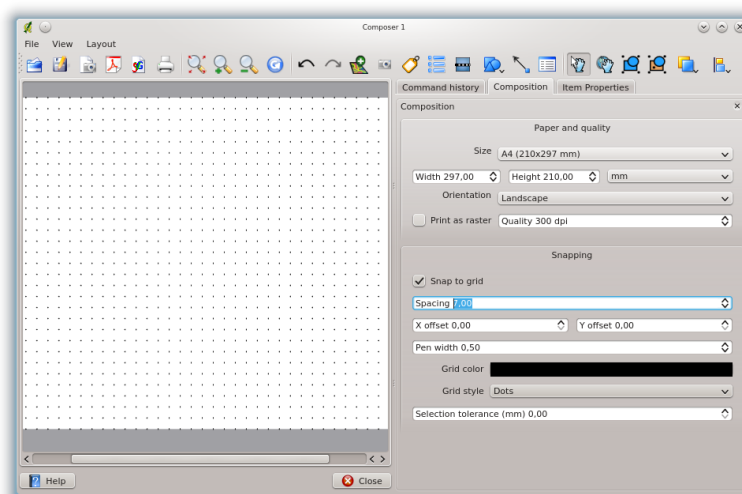 Composer 1
File View Layout
Command history Composition Item Properties
Composition
Paper and quality
Size A4 (210x297 mm)
Width 297,00 Height 210,00 mm
Orientation Landscape
Print as raster Quality 300 dpi
Snapping
Snap to grid
Spacing 7,00
X offset 0,00 Y offset 0,00
Pen width 0,50
Grid color
Grid style Dots
Selection tolerance (mm) 0,00
Help Close